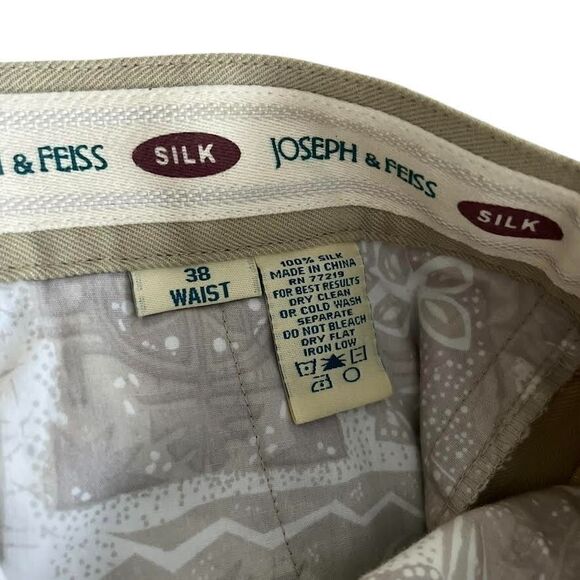 & FEISS SILK JOSEPH & FEISS SILK
38
WAIST
100% SILK
MADE IN CHINA
RN 77219
FOR BEST RESULTS
DRY CLEAN
OR COLD WASH
SEPARATE
DO NOT BLEACH
DRY FLAT
IRON LOW